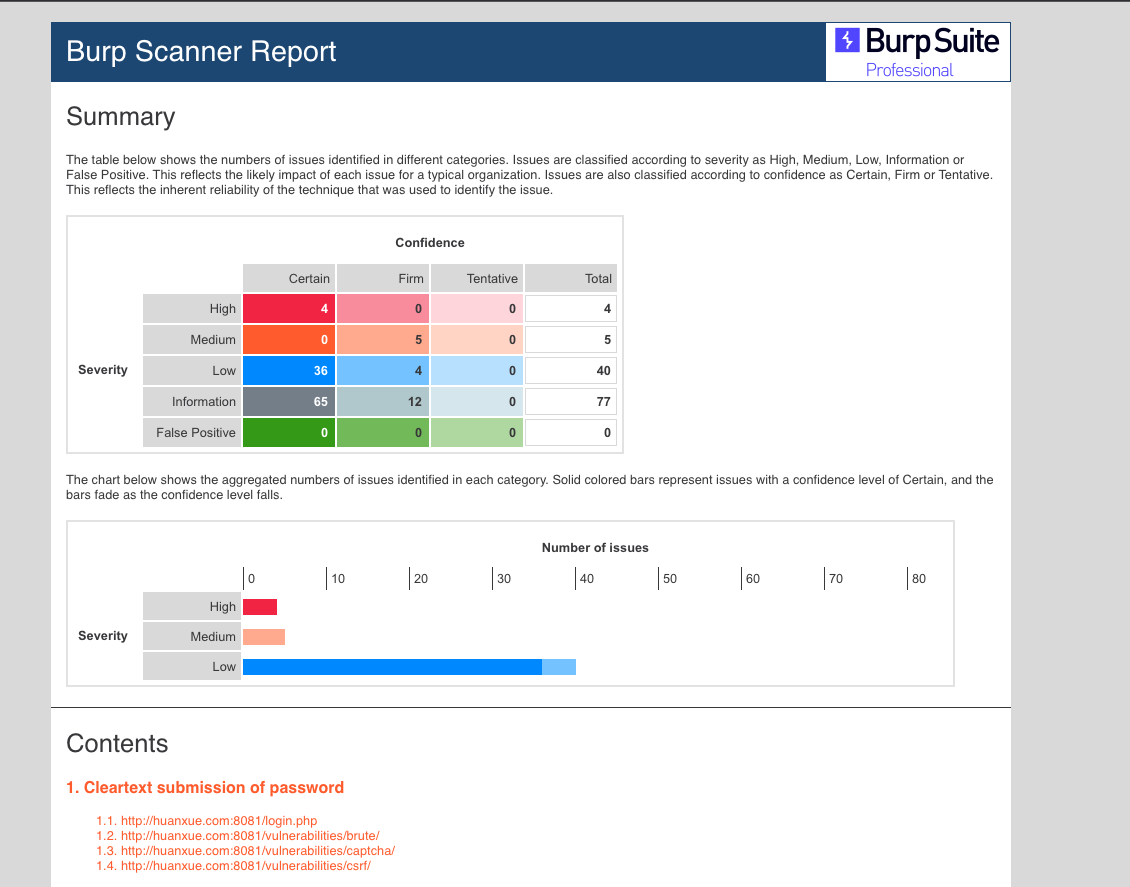 Burp Scanner Report
BurpSuite
Professional
Summary
The table below shows the numbers of issues identified in different categories. Issues are classified according to severity as High, Medium, Low, Information or
False Positive. This reflects the likely impact of each issue for a typical organization. Issues are also classified according to confidence as Certain, Firm or Tentative.
This reflects the inherent reliability of the technique that was used to identify the issue.
Confidence
Certain Firm Tentative Total
High 4 0 0 4
Medium 0 5 0 5
Severity Low 36 4 0 40
Information 65 12 0 77
False Positive 0 0 0 0
The chart below shows the aggregated numbers of issues identified in each category. Solid colored bars represent issues with a confidence level of Certain, and the
bars fade as the confidence level falls.
Number of issues
0 10 20 30 40 50 60 70 80
High
Severity Medium
Low
Contents
1. Cleartext submission of password
1.1. http://huanxue.com:8081/login.php
1.2. http://huanxue.com:8081/vulnerabilities/brute/
1.3. http://huanxue.com:8081/vulnerabilities/captcha/
1.4. http://huanxue.com:8081/vulnerabilities/csrf/